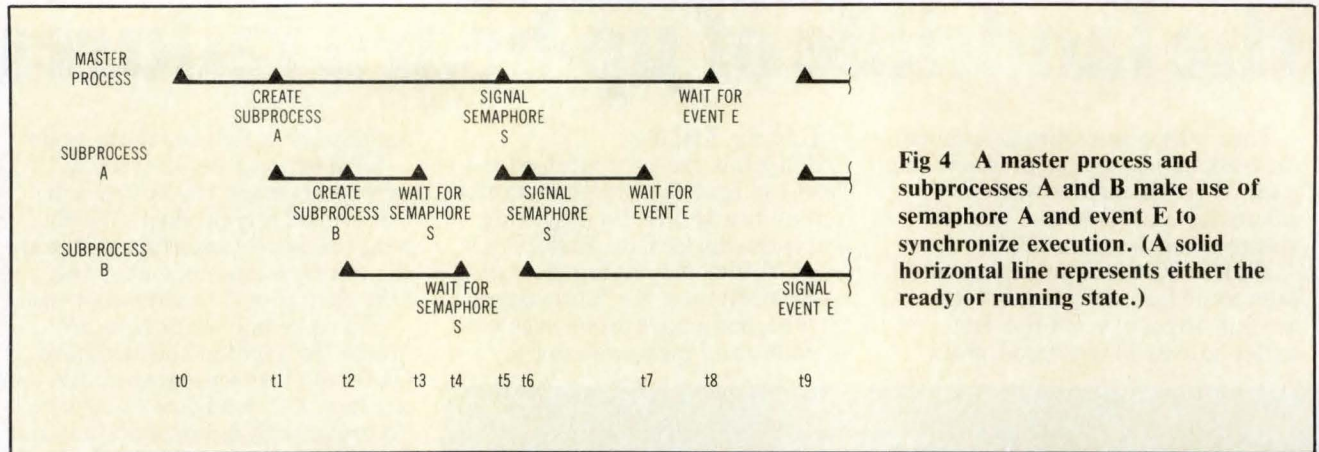 MASTER
PROCESS
CREATE
SUBPROCESS
A
SIGNAL
SEMAPHORE
S
WAIT FOR
EVENT E
SUBPROCESS
A
CREATE
SUBPROCESS
B
WAIT FOR
SEMAPHORE
S
SIGNAL
SEMAPHORE
S
WAIT FOR
EVENT E
SUBPROCESS
B
WAIT FOR
SEMAPHORE
S
SIGNAL
EVENT E
t0 t1 t2 t3 t4 t5 t6 t7 t8 t9
Fig 4 A master process and
subprocesses A and B make use of
semaphore A and event E to
synchronize execution. (A solid
horizontal line represents either the
ready or running state.)